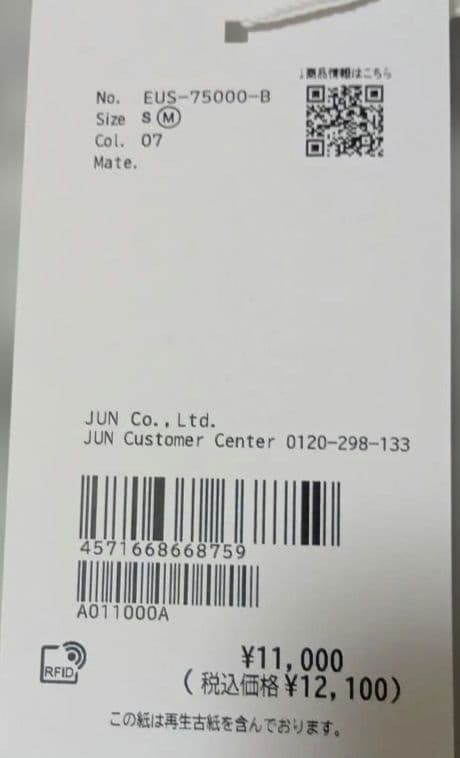 ↓商品情報はこちら
No. EUS-75000-B
Size S Ⓜ
Col. 07
Mate.
JUN Co.,Ltd.
JUN Customer Center 0120-298-133
4571668668759
A011000A
RFID
¥11,000
(税込価格¥12,100)
この紙は再生古紙を含んでおります。